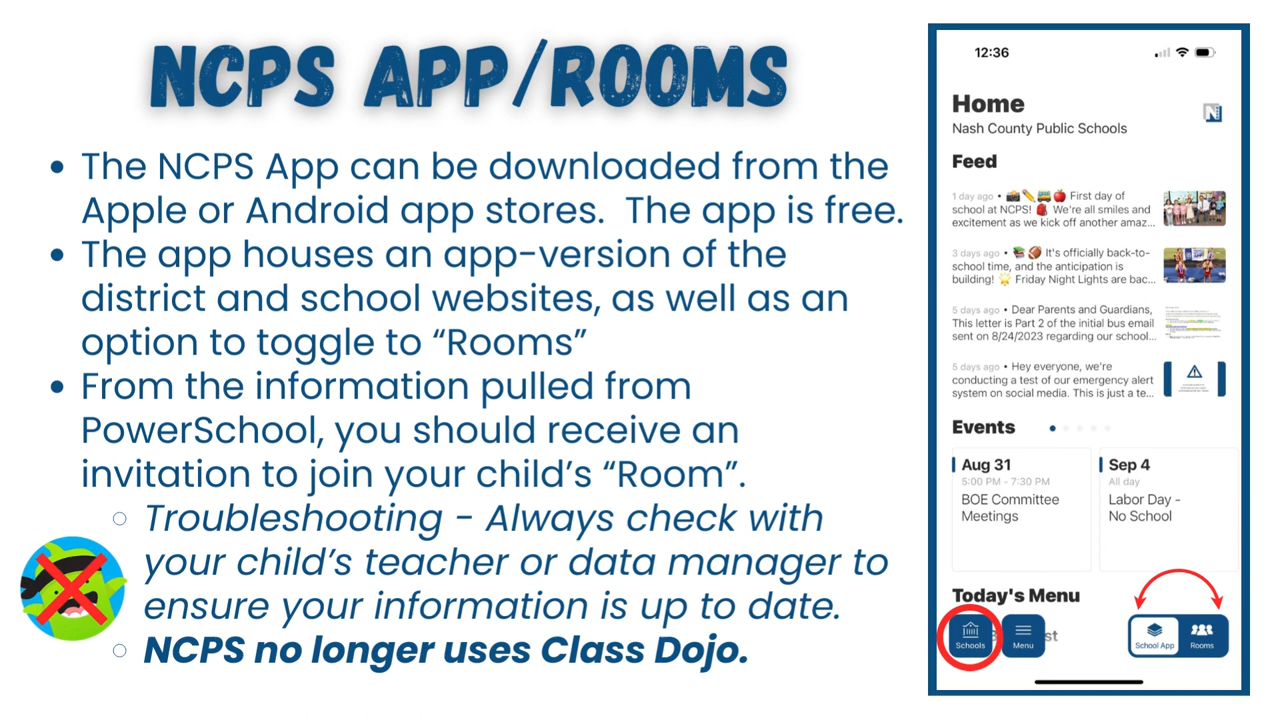 NCPS APP/ROOMS
• The NCPS App can be downloaded from the
Apple or Android app stores.  The app is free.
• The app houses an app-version of the
district and school websites, as well as an
option to toggle to “Rooms”
• From the information pulled from
PowerSchool, you should receive an
invitation to join your child’s “Room”.
○ Troubleshooting - Always check with
your child’s teacher or data manager to
ensure your information is up to date.
○ NCPS no longer uses Class Dojo.
12:36
Home
Nash County Public Schools
Feed
1 day ago • 📸✏️🚌🍎 First day of
school at NCPS! 🎒 We're all smiles and
excitement as we kick off another amaz...
3 days ago • 📚🏈 It's officially back-to-
school time, and the anticipation is
building! 🌟 Friday Night Lights are bac...
5 days ago • Dear Parents and Guardians,
This letter is Part 2 of the initial bus email
sent on 8/24/2023 regarding our school...
5 days ago • Hey everyone, we're
conducting a test of our emergency alert
system on social media. This is just a te...
Events
Aug 31
5:00 PM - 7:30 PM
BOE Committee
Meetings
Sep 4
All day
Labor Day -
No School
Today's Menu
Schools
Menu
School App
Rooms